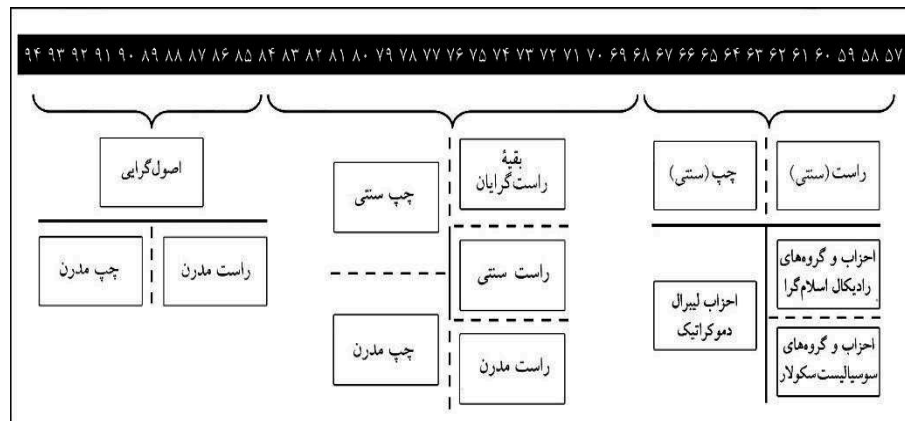 ۹۴ ۹۳ ۹۲ ۹۱ ۹۰ ۸۹ ۸۸ ۸۷ ۸۶ ۸۵ ۸۴ ۸۳ ۸۲ ۸۱ ۸۰ ۷۹ ۷۸ ۷۷ ۷۶ ۷۵ ۷۴ ۷۳ ۷۲ ۷۱ ۷۰ ۶۹ ۶۸ ۶۷ ۶۶ ۶۵ ۶۴ ۶۳ ۶۲ ۶۱ ۶۰ ۵۹ ۵۸ ۵۷
راست (سنتی)
چپ (سنتی)
احزاب و گروه‌های
رادیکال اسلام‌گرا
احزاب و گروه‌های
سوسیالیست سکولار
احزاب لیبرال
دموکراتیک
بقیۀ
راست‌گرایان
چپ سنتی
راست سنتی
راست مدرن
چپ مدرن
اصول‌گرایی
راست مدرن
چپ مدرن